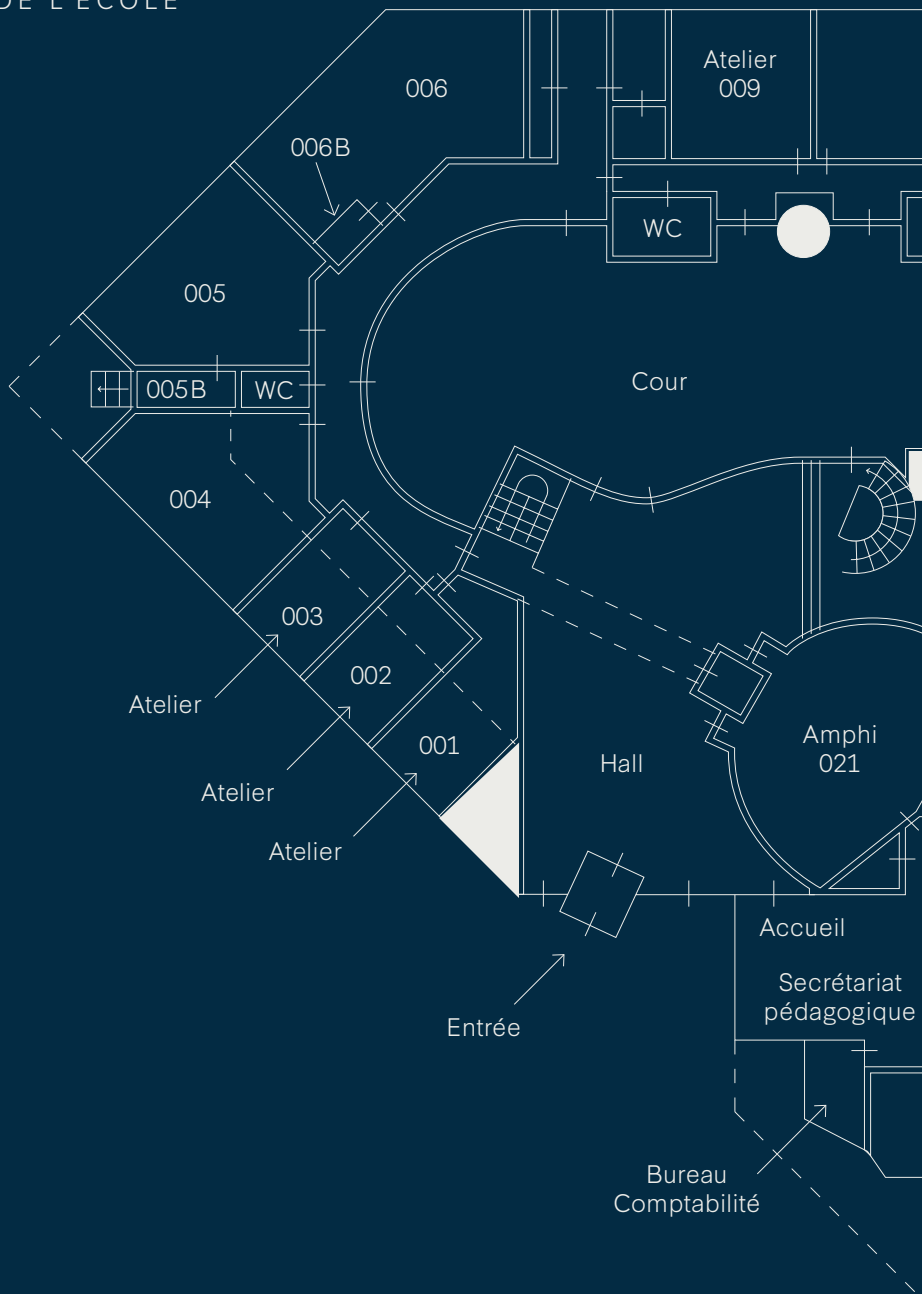 DE L'ÉCOLE
Atelier
009
006
006B
WC
005
Cour
005B
WC
004
003
002
Atelier
001
Amphi
021
Hall
Atelier
Atelier
Accueil
Secrétariat
pédagogique
Entrée
Bureau
Comptabilité